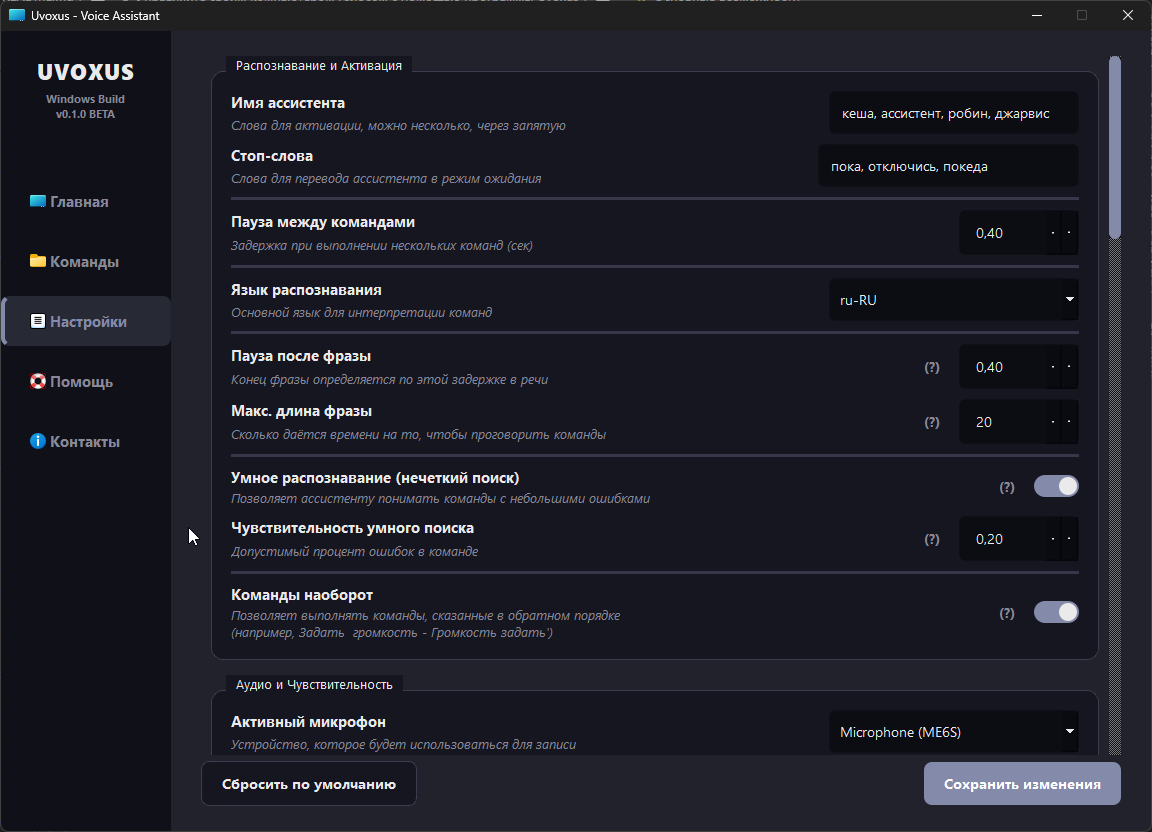 Uvoxus - Voice Assistant
UVOXUS
Windows Build
v0.1.0 BETA
Главная
Команды
Настройки
Помощь
Контакты
Распознавание и Активация
Имя ассистента
Слова для активации, можно несколько, через запятую
кеша, ассистент, робин, джарвис
Стоп-слова
Слова для перевода ассистента в режим ожидания
пока, отключись, покеда
Пауза между командами
Задержка при выполнении нескольких команд (сек)
0,40
Язык распознавания
Основной язык для интерпретации команд
ru-RU
Пауза после фразы
Конец фразы определяется по этой задержке в речи
(?)
0,40
Макс. длина фразы
Сколько даётся времени на то, чтобы проговорить команды
(?)
20
Умное распознавание (нечеткий поиск)
Позволяет ассистенту понимать команды с небольшими ошибками
(?)
Чувствительность умного поиска
Допустимый процент ошибок в команде
(?)
0,20
Команды наоборот
Позволяет выполнять команды, сказанные в обратном порядке
(например, Задать  громкость - Громкость задать')
(?)
Аудио и Чувствительность
Активный микрофон
Устройство, которое будет использоваться для записи
Microphone (ME6S)
Сбросить по умолчанию
Сохранить изменения